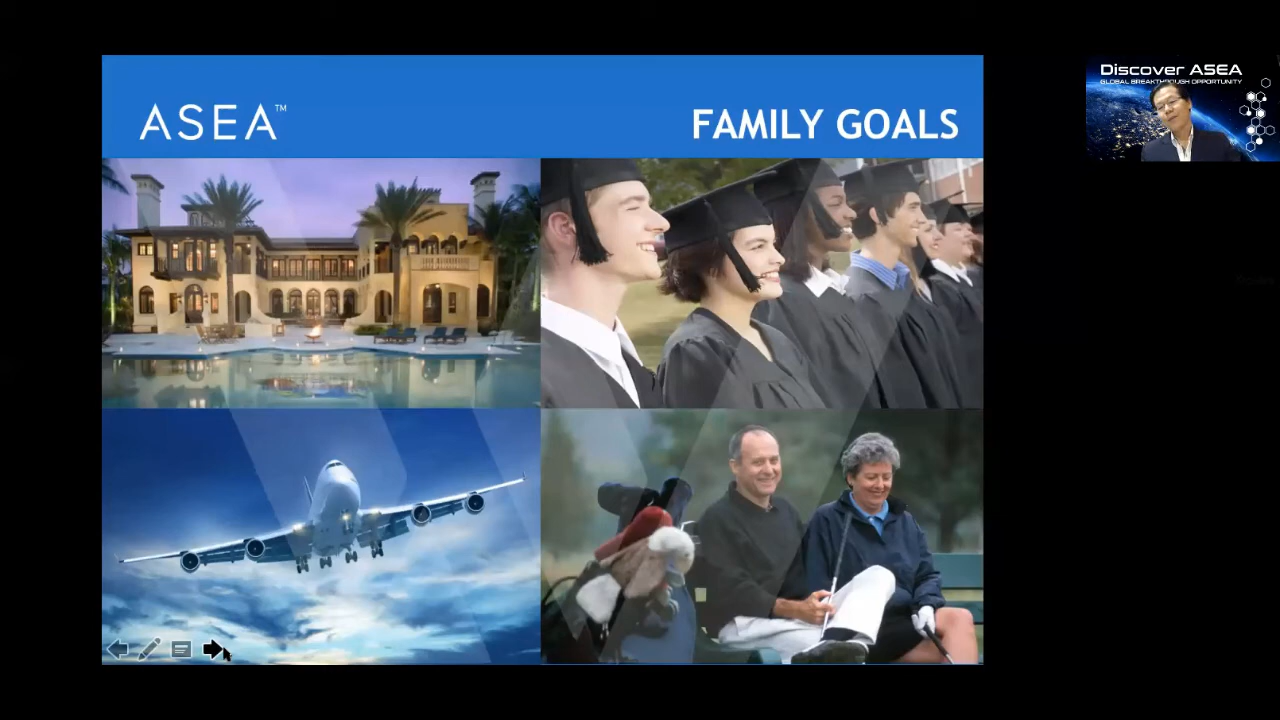 ASEA™
FAMILY GOALS
Discover ASEA
GLOBAL BREAKTHROUGH OPPORTUNITY